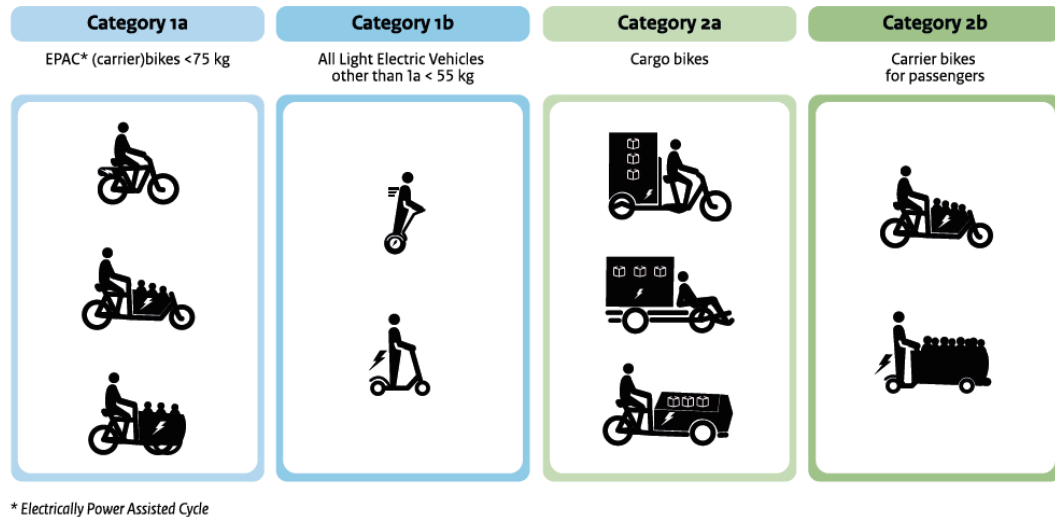 Category 1a
Category 1b
Category 2a
Category 2b
EPAC* (carrier)bikes <75 kg
All Light Electric Vehicles
other than 1a < 55 kg
Cargo bikes
Carrier bikes
for passengers
* Electrically Power Assisted Cycle